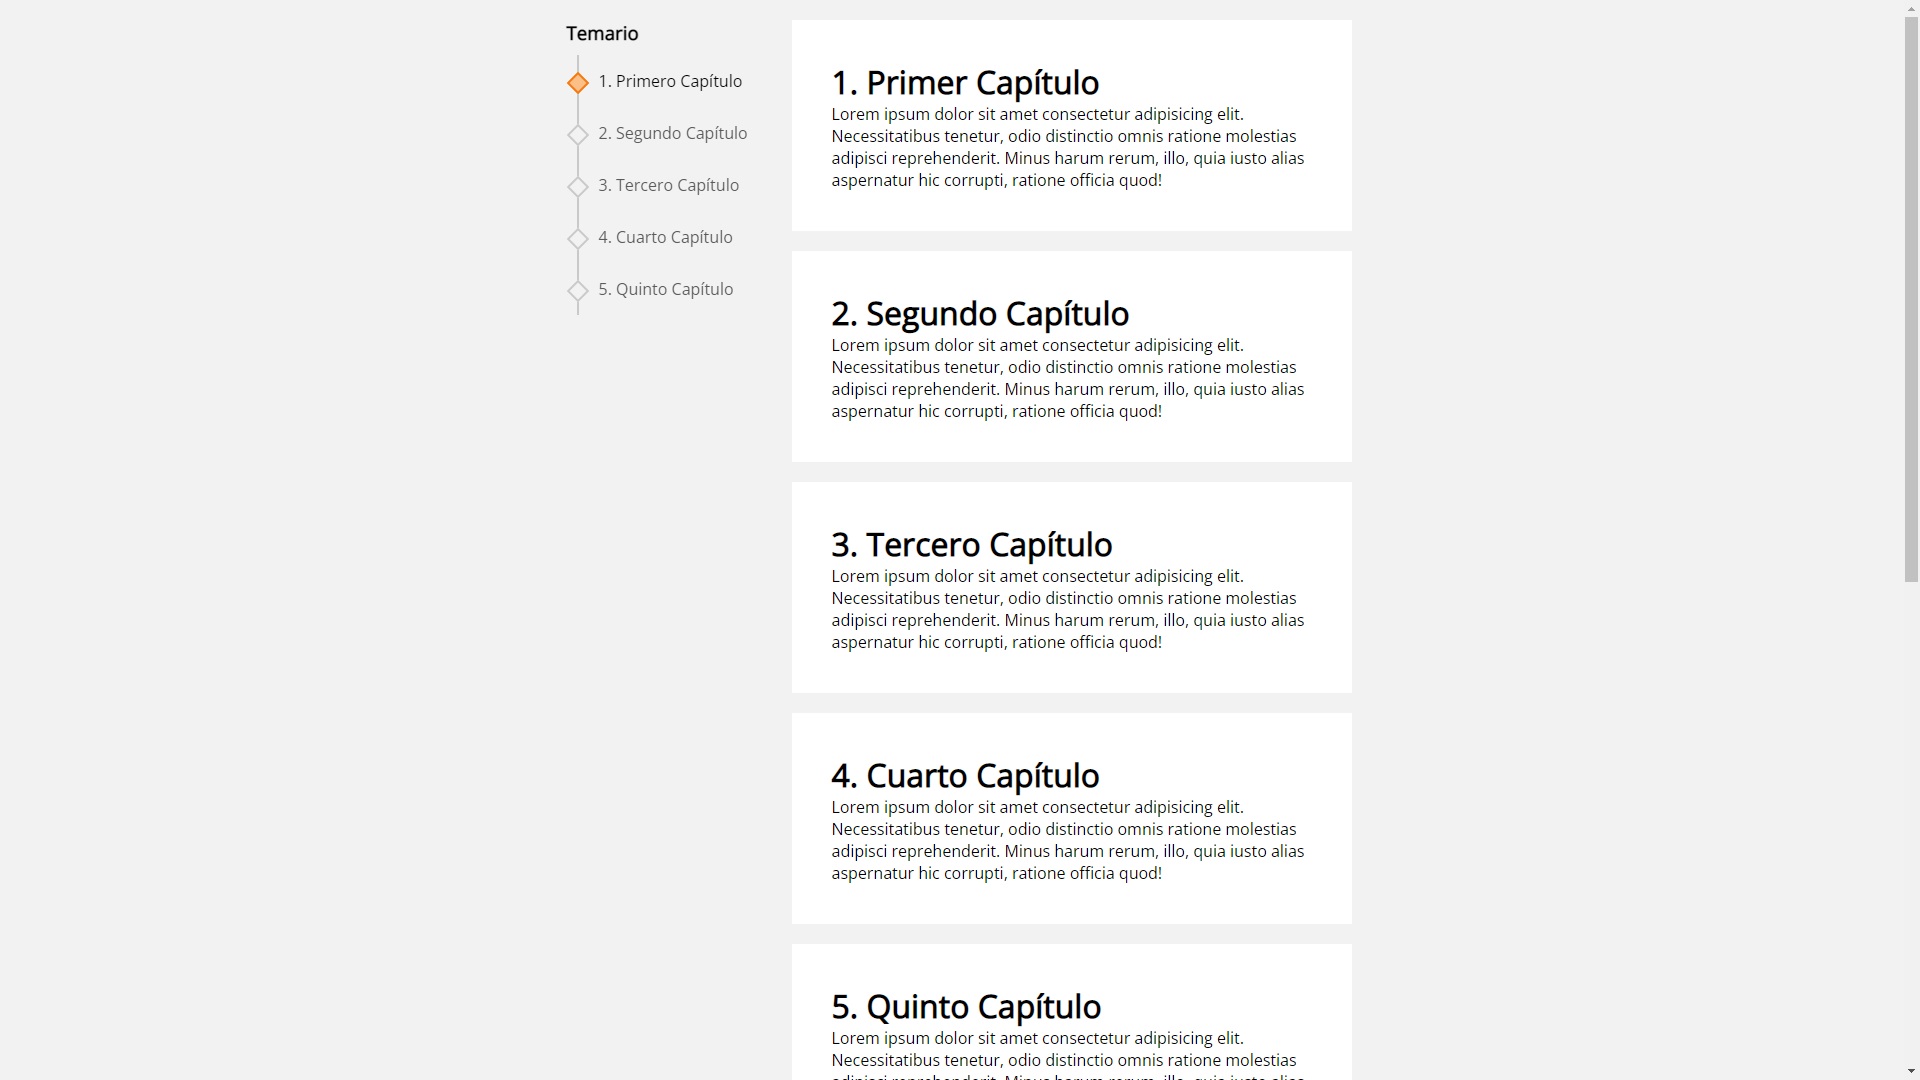 Temario
1. Primero Capítulo
2. Segundo Capítulo
3. Tercero Capítulo
4. Cuarto Capítulo
5. Quinto Capítulo
1. Primer Capítulo
Lorem ipsum dolor sit amet consectetur adipisicing elit.
Necessitatibus tenetur, odio distinctio omnis ratione molestias
adipisci reprehenderit. Minus harum rerum, illo, quia iusto alias
aspernatur hic corrupti, ratione officia quod!
2. Segundo Capítulo
Lorem ipsum dolor sit amet consectetur adipisicing elit.
Necessitatibus tenetur, odio distinctio omnis ratione molestias
adipisci reprehenderit. Minus harum rerum, illo, quia iusto alias
aspernatur hic corrupti, ratione officia quod!
3. Tercero Capítulo
Lorem ipsum dolor sit amet consectetur adipisicing elit.
Necessitatibus tenetur, odio distinctio omnis ratione molestias
adipisci reprehenderit. Minus harum rerum, illo, quia iusto alias
aspernatur hic corrupti, ratione officia quod!
4. Cuarto Capítulo
Lorem ipsum dolor sit amet consectetur adipisicing elit.
Necessitatibus tenetur, odio distinctio omnis ratione molestias
adipisci reprehenderit. Minus harum rerum, illo, quia iusto alias
aspernatur hic corrupti, ratione officia quod!
5. Quinto Capítulo
Lorem ipsum dolor sit amet consectetur adipisicing elit.
Necessitatibus tenetur, odio distinctio omnis ratione molestias